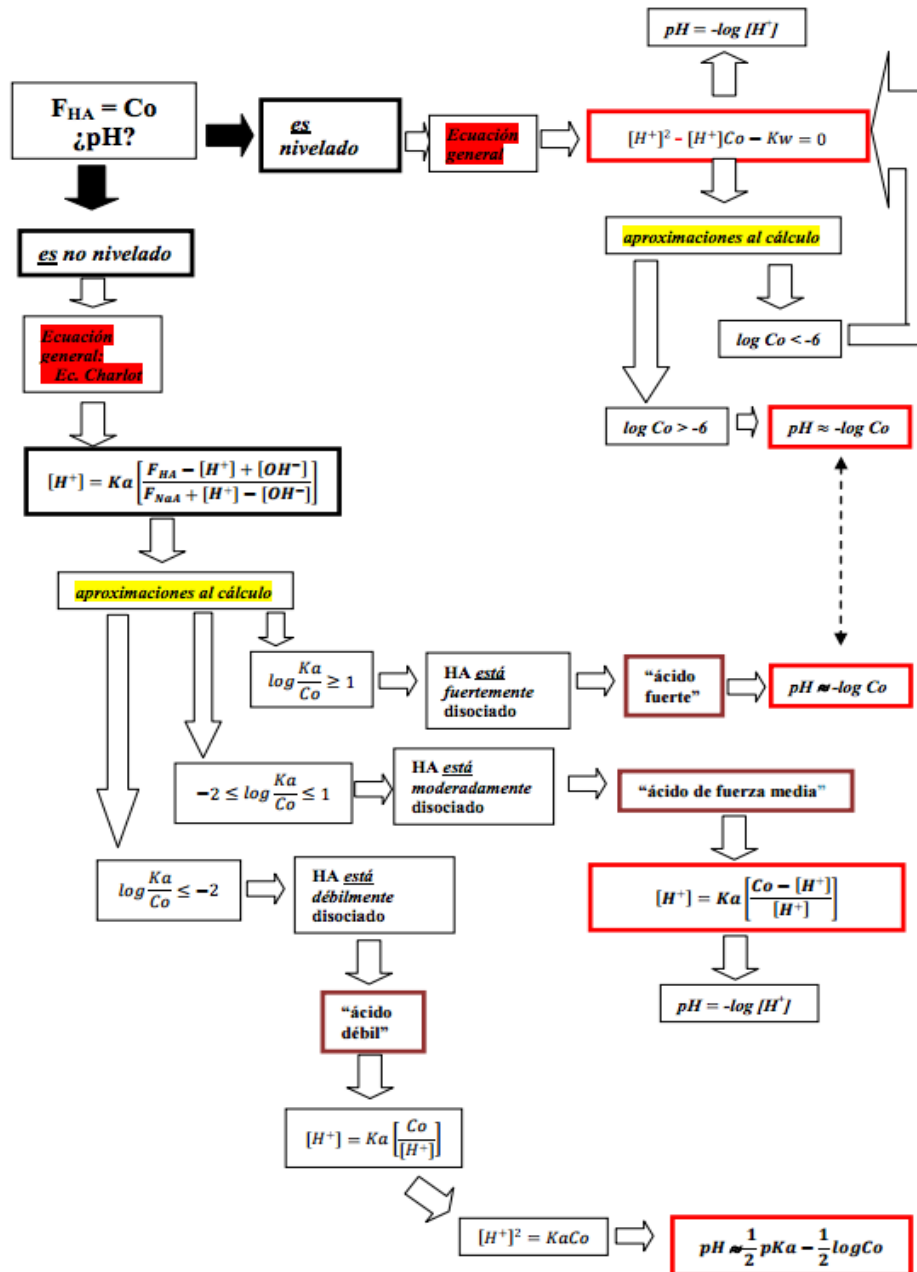 pH = -log [H⁺]
F_HA = Co
¿pH?
es
nivelado
Ecuación
general
[H⁺]² - [H⁺]Co − Kw = 0
es no nivelado
aproximaciones al cálculo
Ecuación
general:
Ec. Charlot
log Co < -6
log Co > -6
pH ≈ -log Co
[H⁺] = Ka [F_HA − [H⁺] + [OH⁻] / F_NaA + [H⁺] − [OH⁻]]
aproximaciones al cálculo
log Ka/Co ≥ 1
HA está
fuertemente
disociado
“ácido
fuerte”
pH ≈ -log Co
−2 ≤ log Ka/Co ≤ 1
HA está
moderadamente
disociado
“ácido de fuerza media”
log Ka/Co ≤ −2
HA está
débilmente
disociado
[H⁺] = Ka [Co − [H⁺] / [H⁺]]
pH = -log [H⁺]
“ácido
débil”
[H⁺] = Ka [Co / [H⁺]]
[H⁺]² = KaCo
pH ≈ 1/2 pKa − 1/2 logCo